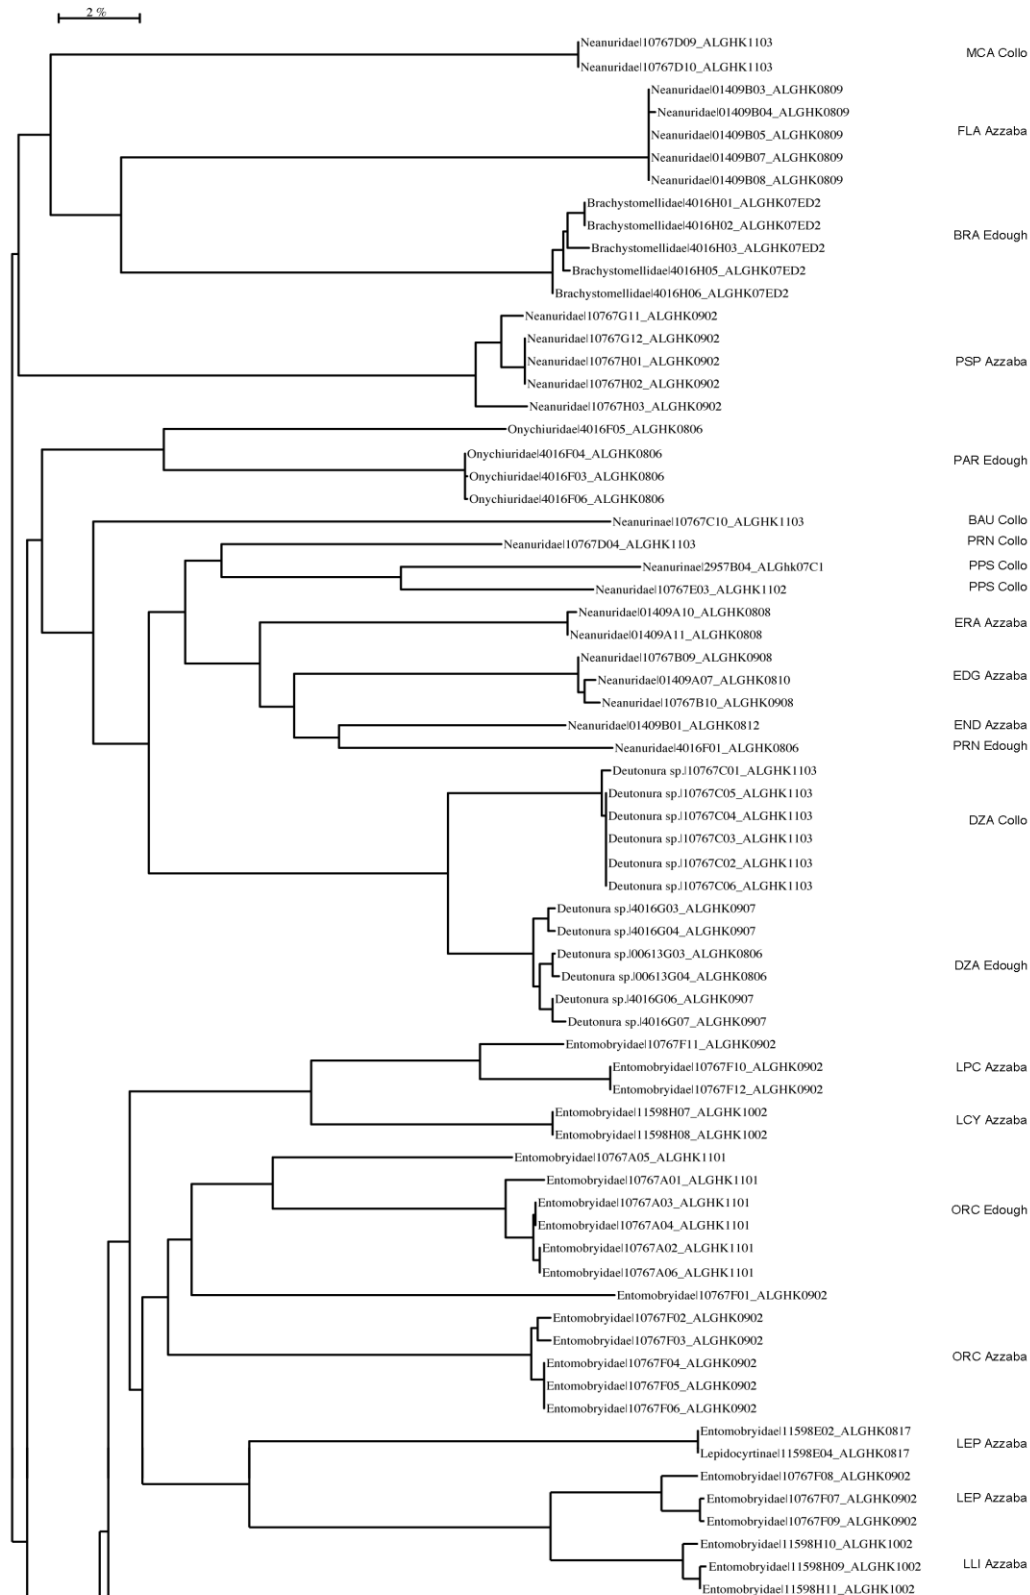 2 %
Neanuridae|10767D09_ALGHK1103
MCA Collo
Neanuridae|10767D10_ALGHK1103
Neanuridae|01409B03_ALGHK0809
Neanuridae|01409B04_ALGHK0809
FLA Azzaba
Neanuridae|01409B05_ALGHK0809
Neanuridae|01409B07_ALGHK0809
Neanuridae|01409B08_ALGHK0809
Brachystomellidae|4016H01_ALGHK07ED2
Brachystomellidae|4016H02_ALGHK07ED2
BRA Edough
Brachystomellidae|4016H03_ALGHK07ED2
Brachystomellidae|4016H05_ALGHK07ED2
Brachystomellidae|4016H06_ALGHK07ED2
Neanuridae|10767G11_ALGHK0902
Neanuridae|10767G12_ALGHK0902
Neanuridae|10767H01_ALGHK0902
PSP Azzaba
Neanuridae|10767H02_ALGHK0902
Neanuridae|10767H03_ALGHK0902
Onychiuridae|4016F05_ALGHK0806
Onychiuridae|4016F04_ALGHK0806
PAR Edough
Onychiuridae|4016F03_ALGHK0806
Onychiuridae|4016F06_ALGHK0806
Neanurinae|10767C10_ALGHK1103
BAU Collo
Neanuridae|10767D04_ALGHK1103
PRN Collo
Neanurinae|2957B04_ALGhk07C1
PPS Collo
Neanuridae|10767E03_ALGHK1102
PPS Collo
Neanuridae|01409A10_ALGHK0808
ERA Azzaba
Neanuridae|01409A11_ALGHK0808
Neanuridae|10767B09_ALGHK0908
EDG Azzaba
Neanuridae|01409A07_ALGHK0810
Neanuridae|10767B10_ALGHK0908
Neanuridae|01409B01_ALGHK0812
END Azzaba
Neanuridae|4016F01_ALGHK0806
PRN Edough
Deutonura sp.|10767C01_ALGHK1103
Deutonura sp.|10767C05_ALGHK1103
Deutonura sp.|10767C04_ALGHK1103
DZA Collo
Deutonura sp.|10767C03_ALGHK1103
Deutonura sp.|10767C02_ALGHK1103
Deutonura sp.|10767C06_ALGHK1103
Deutonura sp.|4016G03_ALGHK0907
Deutonura sp.|4016G04_ALGHK0907
Deutonura sp.|00613G03_ALGHK0806
DZA Edough
Deutonura sp.|00613G04_ALGHK0806
Deutonura sp.|4016G06_ALGHK0907
Deutonura sp.|4016G07_ALGHK0907
Entomobryidae|10767F11_ALGHK0902
Entomobryidae|10767F10_ALGHK0902
LPC Azzaba
Entomobryidae|10767F12_ALGHK0902
Entomobryidae|11598H07_ALGHK1002
LCY Azzaba
Entomobryidae|11598H08_ALGHK1002
Entomobryidae|10767A05_ALGHK1101
Entomobryidae|10767A01_ALGHK1101
Entomobryidae|10767A03_ALGHK1101
ORC Edough
Entomobryidae|10767A04_ALGHK1101
Entomobryidae|10767A02_ALGHK1101
Entomobryidae|10767A06_ALGHK1101
Entomobryidae|10767F01_ALGHK0902
Entomobryidae|10767F02_ALGHK0902
Entomobryidae|10767F03_ALGHK0902
ORC Azzaba
Entomobryidae|10767F04_ALGHK0902
Entomobryidae|10767F05_ALGHK0902
Entomobryidae|10767F06_ALGHK0902
Entomobryidae|11598E02_ALGHK0817
LEP Azzaba
Lepidocyrtinae|11598E04_ALGHK0817
Entomobryidae|10767F08_ALGHK0902
LEP Azzaba
Entomobryidae|10767F07_ALGHK0902
Entomobryidae|10767F09_ALGHK0902
Entomobryidae|11598H10_ALGHK1002
LLI Azzaba
Entomobryidae|11598H09_ALGHK1002
Entomobryidae|11598H11_ALGHK1002